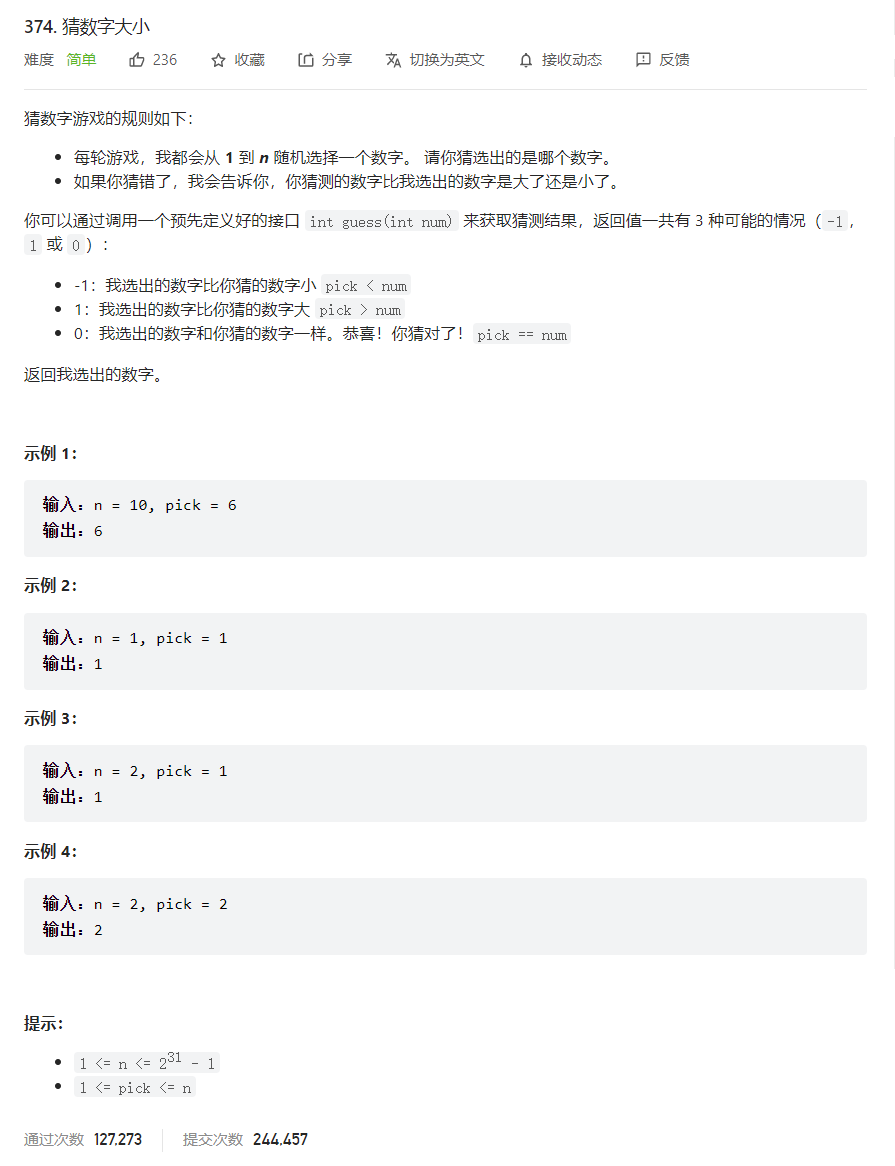 374. 猜数字大小
难度 简单 236 收藏 分享 切换为英文 接收动态 反馈
猜数字游戏的规则如下：
每轮游戏，我都会从 1 到 n 随机选择一个数字。 请你猜选出的是哪个数字。
如果你猜错了，我会告诉你，你猜测的数字比我选出的数字是大了还是小了。
你可以通过调用一个预先定义好的接口 int guess(int num) 来获取猜测结果，返回值一共有 3 种可能的情况（-1，
1 或 0）：
-1：我选出的数字比你猜的数字小 pick < num
1：我选出的数字比你猜的数字大 pick > num
0：我选出的数字和你猜的数字一样。恭喜！你猜对了！pick == num
返回我选出的数字。
示例 1：
输入：n = 10, pick = 6
输出：6
示例 2：
输入：n = 1, pick = 1
输出：1
示例 3：
输入：n = 2, pick = 1
输出：1
示例 4：
输入：n = 2, pick = 2
输出：2
提示：
1 <= n <= 2^31 - 1
1 <= pick <= n
通过次数 127,273 提交次数 244,457